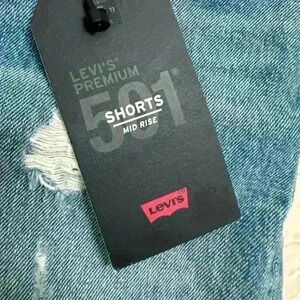 LEVI'S®
PREMIUM
501®
SHORTS
MID RISE
Levi's